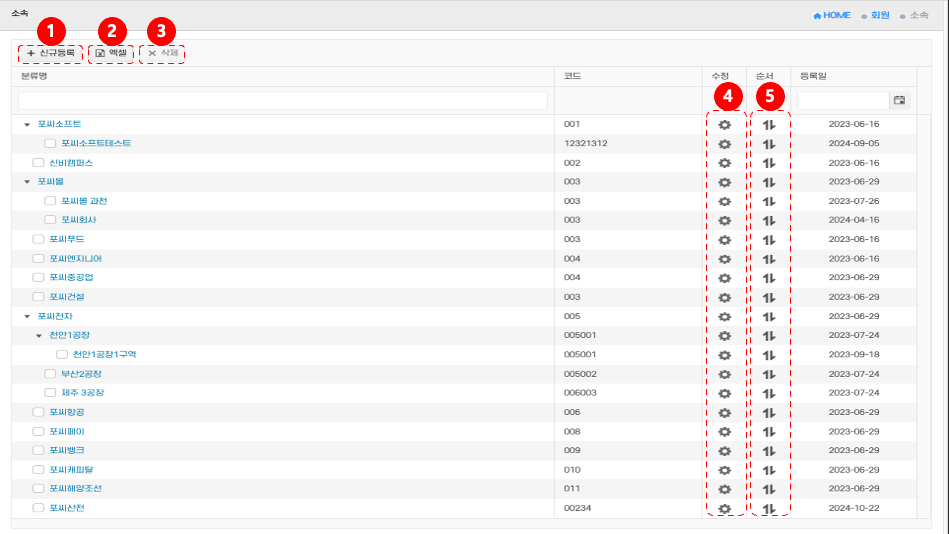 소속
HOME 회원 소속
1 2 3
신규등록 엑셀 삭제
분류명 코드 수정 순서 등록일
4 5
포씨소프트 001 2023-06-16
포씨소프트테스트 12321312 2024-09-05
신비캠퍼스 002 2023-06-16
포씨몰 003 2023-06-29
포씨몰 과천 003 2023-07-26
포씨회사 003 2024-04-16
포씨푸드 003 2023-06-16
포씨엔지니어 004 2023-06-16
포씨중공업 004 2023-06-29
포씨건설 003 2023-06-29
포씨전자 005 2023-06-29
천안1공장 005001 2023-07-24
천안1공장1구역 005001 2023-09-18
부산2공장 005002 2023-07-24
제주 3공장 006003 2023-07-24
포씨항공 006 2023-06-29
포씨페이 008 2023-06-29
포씨뱅크 009 2023-06-29
포씨캐피탈 010 2023-06-29
포씨해양조선 011 2023-06-29
포씨산전 00234 2024-10-22